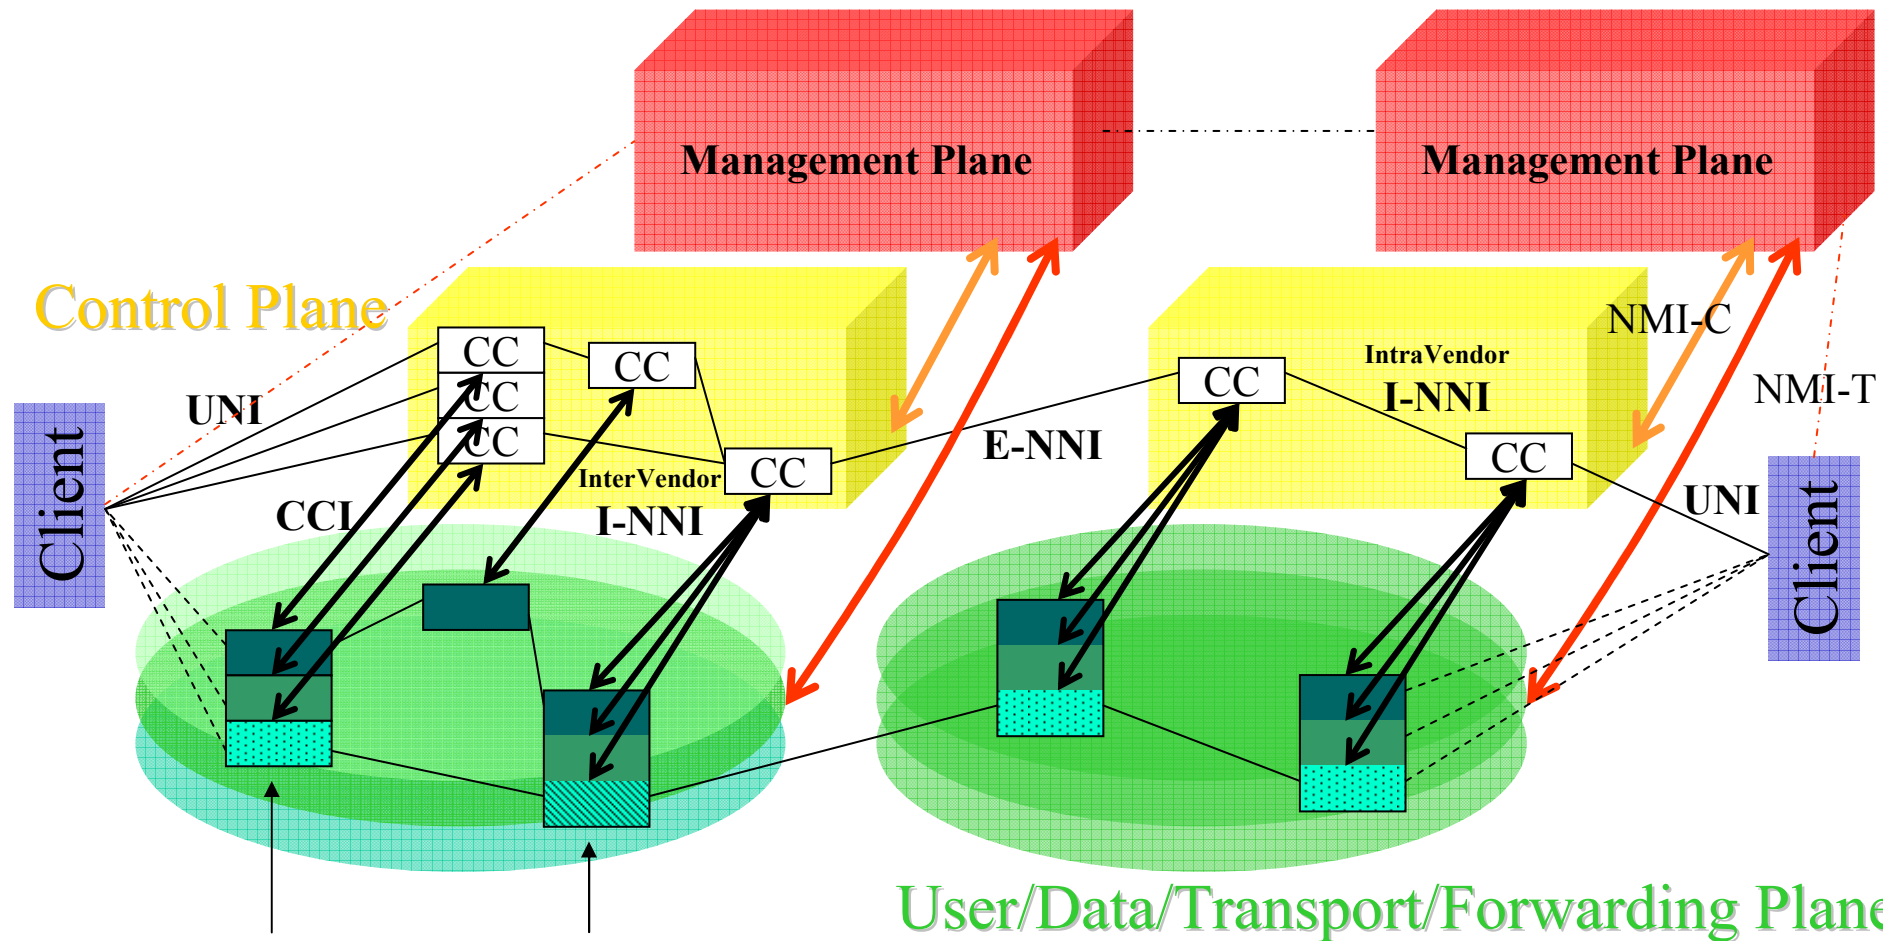 Management Plane
Management Plane
Control Plane
NMI-C
CC
CC
IntraVendor
CC
I-NNI
NMI-T
CC
UNI
CC
E-NNI
CC
CC
InterVendor
CC
UNI
CCI
I-NNI
Client
Client
User/Data/Transport/Forwarding Plane